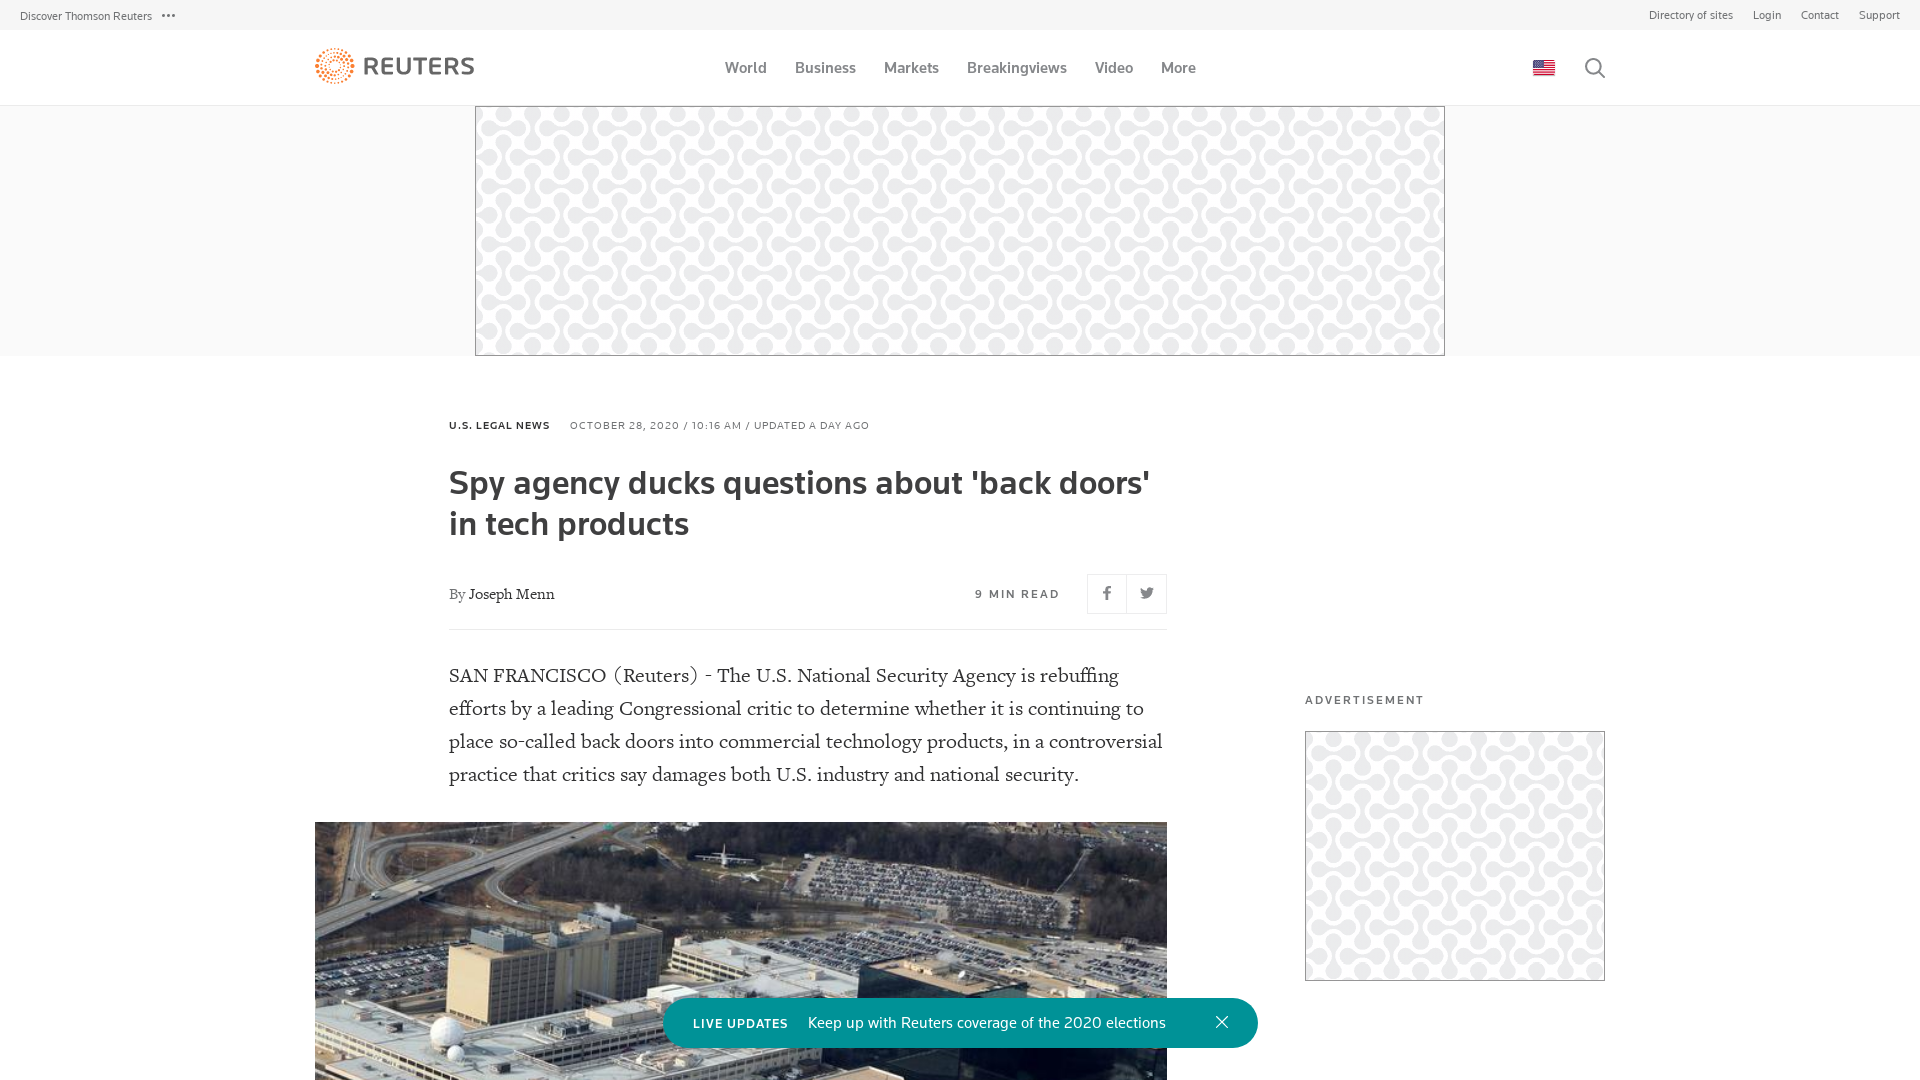 Discover Thomson Reuters
Directory of sites Login Contact Support
REUTERS
World Business Markets Breakingviews Video More
U.S. LEGAL NEWS OCTOBER 28, 2020 / 10:16 AM / UPDATED A DAY AGO
Spy agency ducks questions about 'back doors'
in tech products
By Joseph Menn
9 MIN READ
SAN FRANCISCO (Reuters) - The U.S. National Security Agency is rebuffing
efforts by a leading Congressional critic to determine whether it is continuing to
place so-called back doors into commercial technology products, in a controversial
practice that critics say damages both U.S. industry and national security.
ADVERTISEMENT
LIVE UPDATES Keep up with Reuters coverage of the 2020 elections